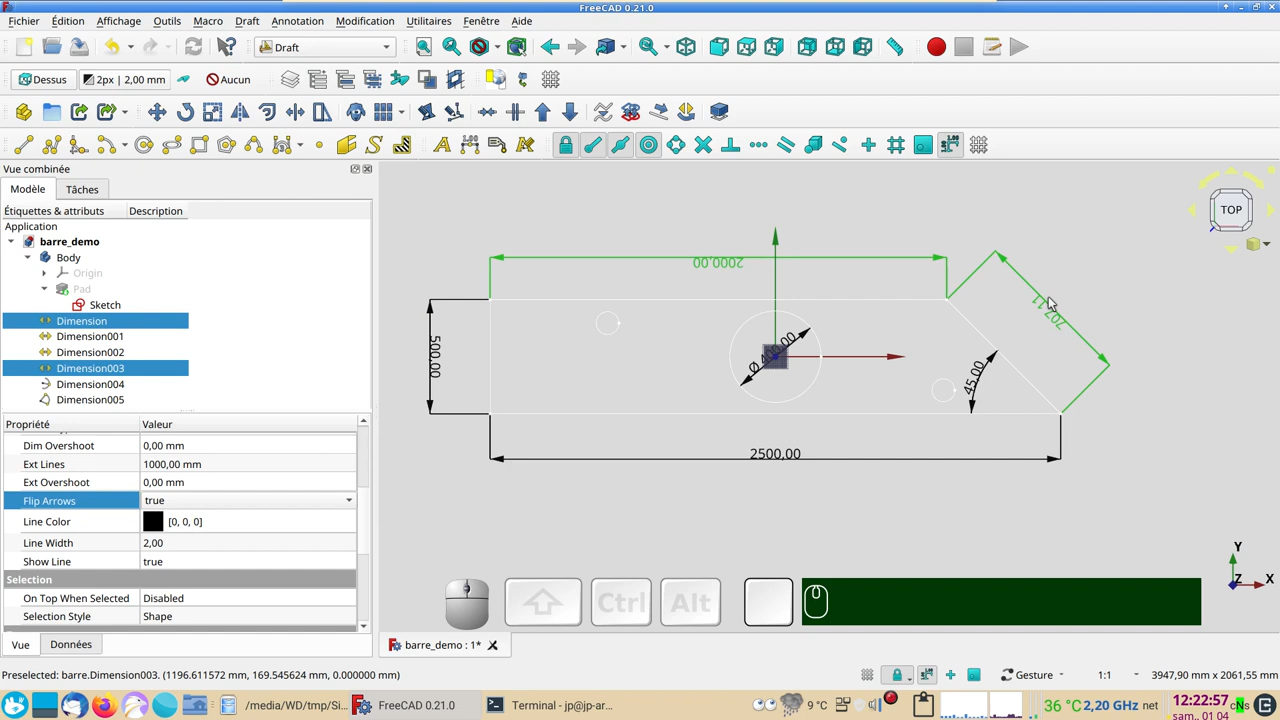 FreeCAD 0.21.0
Fichier Édition Affichage Outils Macro Draft Annotation Modification Utilitaires Fenêtre Aide
Draft
Dessus 2px | 2,00 mm Aucun
Vue combinée
Modèle Tâches
Étiquettes & attributs Description
Application
barre_demo
Body
Origin
Pad
Sketch
Dimension
Dimension001
Dimension002
Dimension003
Dimension004
Dimension005
Propriété Valeur
Dim Overshoot 0,00 mm
Ext Lines 1000,00 mm
Ext Overshoot 0,00 mm
Flip Arrows true
Line Color [0, 0, 0]
Line Width 2,00
Show Line true
Selection
On Top When Selected Disabled
Selection Style Shape
Vue Données
TOP
2000,00
707,11
500,00
45,00
2500,00
Y
Z X
Ctrl Alt
barre_demo : 1*
Preselected: barre.Dimension003. (1196.611572 mm, 169.545624 mm, 0.000000 mm)
Gesture 1:1 3947,90 mm x 2061,55 mm
/media/WD/tmp/Si... FreeCAD 0.21.0 Terminal - jp@jp-ar... 9 °C 36 °C 2,20 GHz net 12:22:57
sam., 01 04